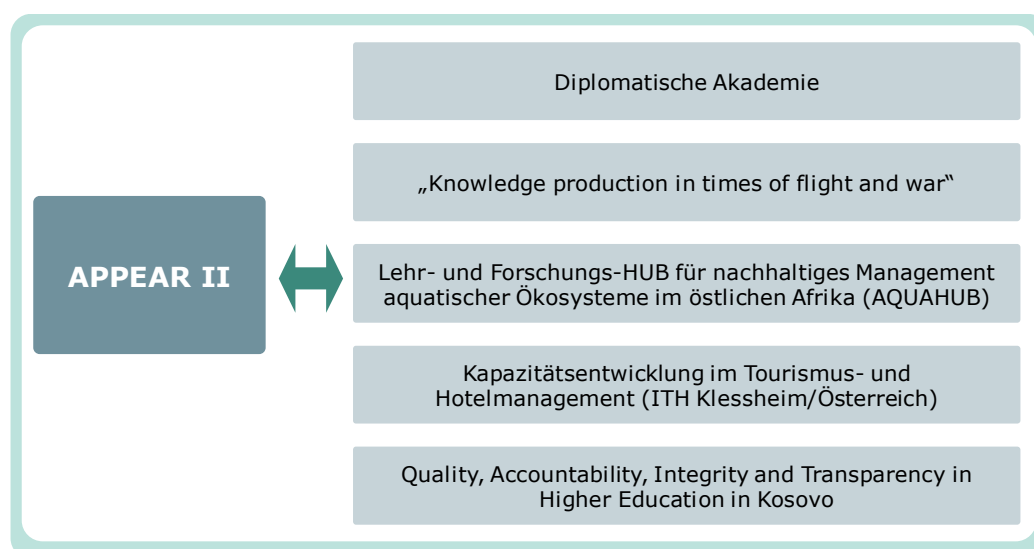 APPEAR II
Diplomatische Akademie
„Knowledge production in times of flight and war“
Lehr- und Forschungs-HUB für nachhaltiges Management
aquatischer Ökosysteme im östlichen Afrika (AQUAHUB)
Kapazitätsentwicklung im Tourismus- und
Hotelmanagement (ITH Klessheim/Österreich)
Quality, Accountability, Integrity and Transparency in
Higher Education in Kosovo